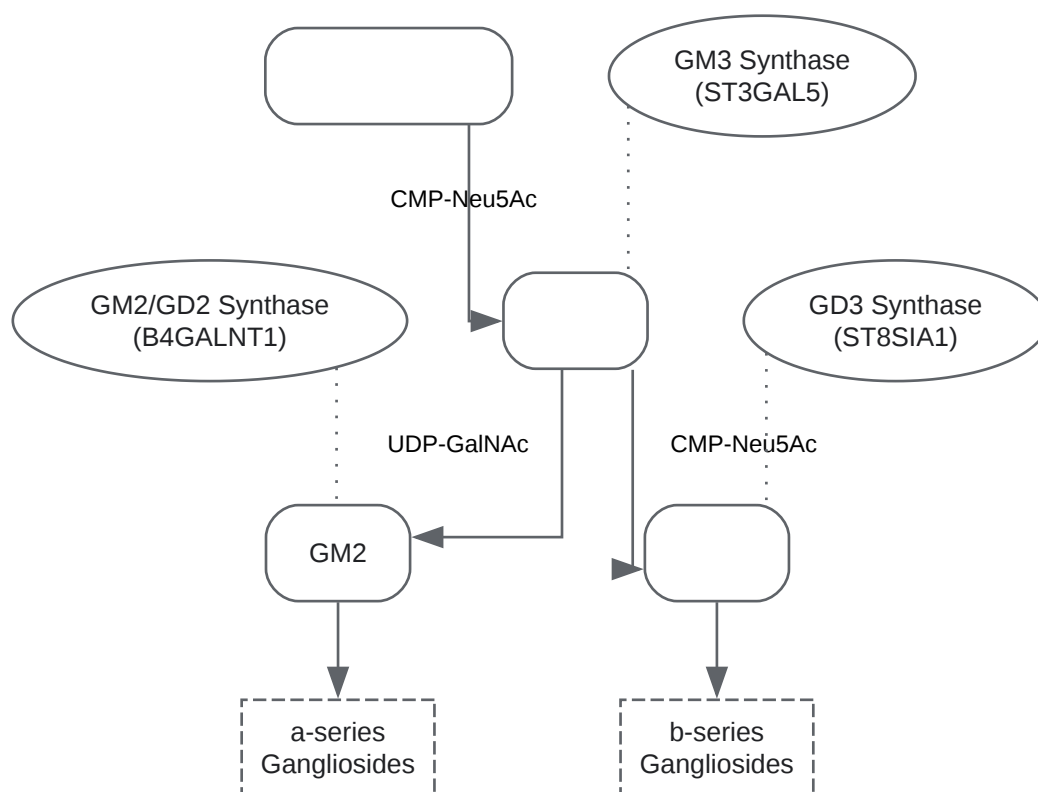 GM3 Synthase
(ST3GAL5)
CMP-Neu5Ac
GM2/GD2 Synthase
(B4GALNT1)
GD3 Synthase
(ST8SIA1)
UDP-GalNAc
CMP-Neu5Ac
GM2
a-series
Gangliosides
b-series
Gangliosides